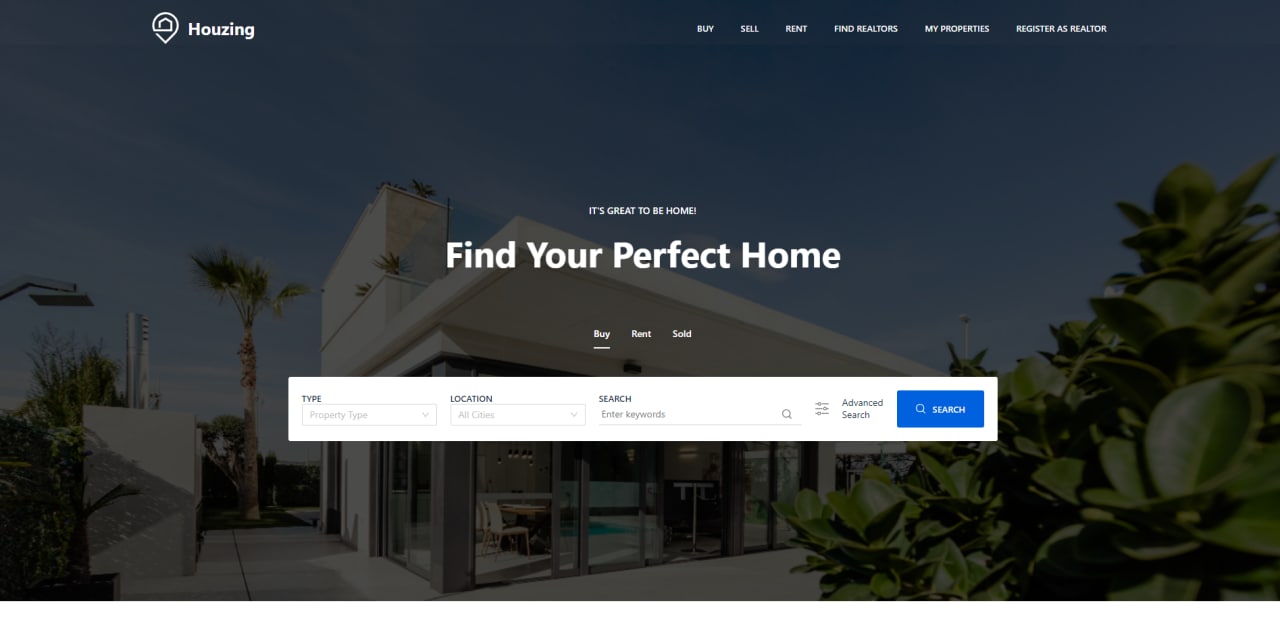 Houzing
BUY SELL RENT FIND REALTORS MY PROPERTIES REGISTER AS REALTOR
IT'S GREAT TO BE HOME!
Find Your Perfect Home
Buy Rent Sold
TYPE LOCATION SEARCH
Property Type All Cities Enter keywords
Advanced
Search
SEARCH